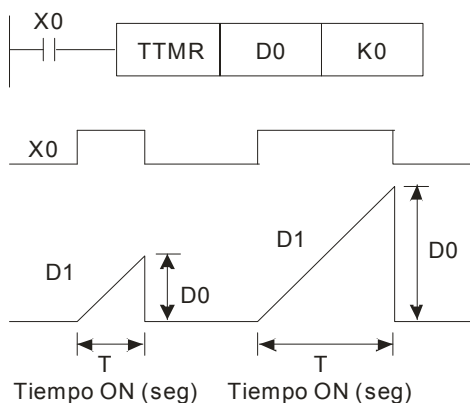 X0
TTMR D0 K0
X0
D1 D0 D1 D0
T T
Tiempo ON (seg) Tiempo ON (seg)